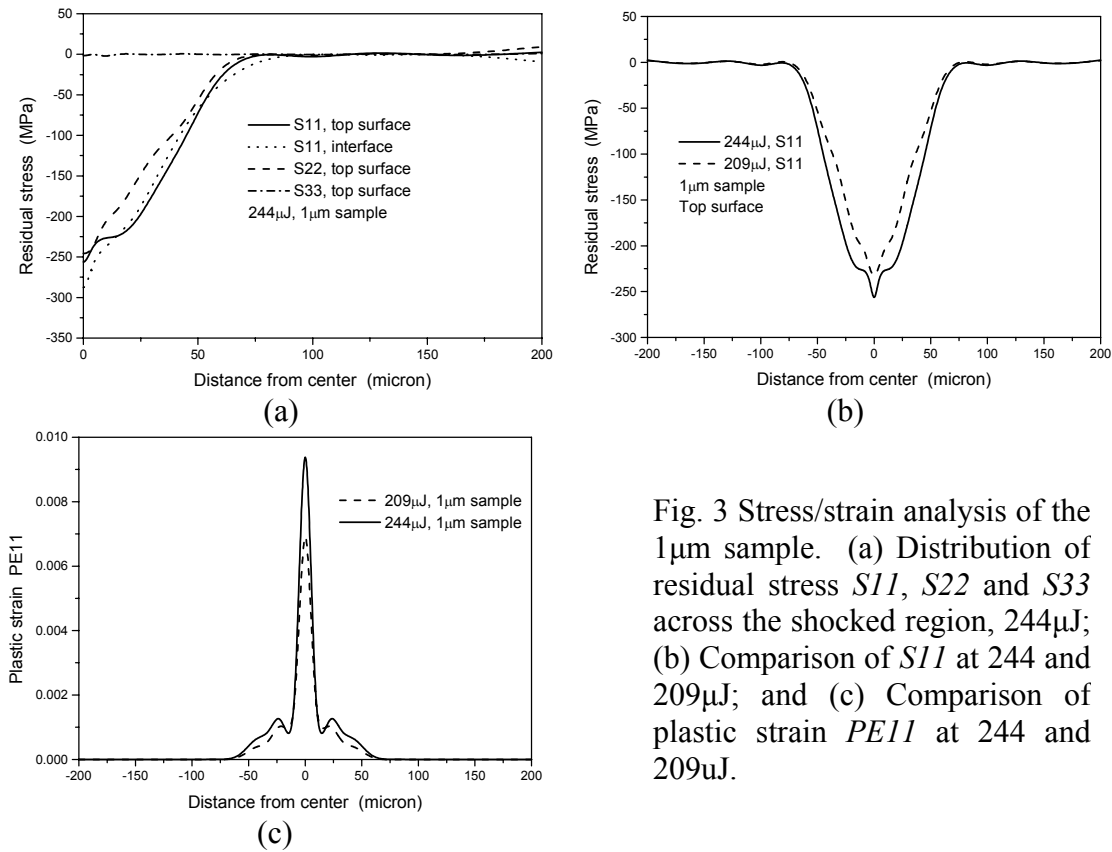 50
0
-50
-100
-150
-200
-250
-300
-350
Residual stress (MPa)
S11, top surface
S11, interface
S22, top surface
S33, top surface
244μJ, 1μm sample
0
50
100
150
200
Distance from center (micron)
(a)
50
0
-50
-100
-150
-200
-250
-300
Residual stress (MPa)
244μJ, S11
209μJ, S11
1μm sample
Top surface
-200 -150 -100 -50 0 50 100 150 200
Distance from center (micron)
(b)
0.010
0.008
0.006
0.004
0.002
0.000
Plastic strain PE11
209μJ, 1μm sample
244μJ, 1μm sample
-200 -150 -100 -50 0 50 100 150 200
Distance from center (micron)
(c)
Fig. 3 Stress/strain analysis of the
1μm sample. (a) Distribution of
residual stress S11, S22 and S33
across the shocked region, 244μJ;
(b) Comparison of S11 at 244 and
209μJ; and (c) Comparison of
plastic strain PE11 at 244 and
209uJ.